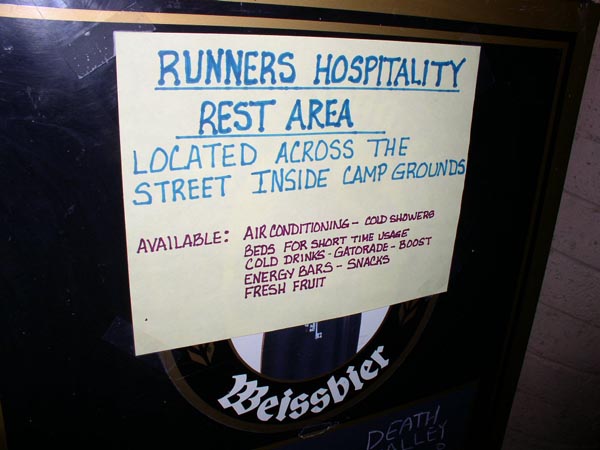 RUNNERS HOSPITALITY
REST AREA
LOCATED ACROSS THE
STREET INSIDE CAMP GROUNDS
AVAILABLE: AIR CONDITIONING - COLD SHOWERS
BEDS FOR SHORT TIME USAGE
COLD DRINKS - GATORADE - BOOST
ENERGY BARS - SNACKS
FRESH FRUIT
Weissbier
DEATH